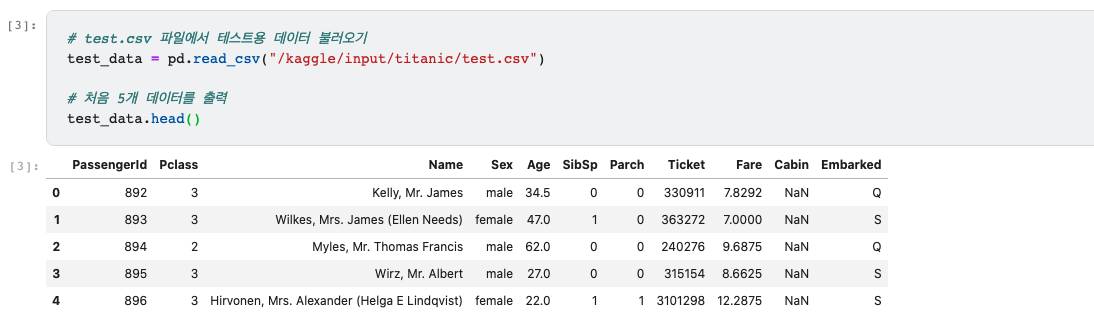 [3]:
# test.csv 파일에서 테스트용 데이터 불러오기
test_data = pd.read_csv("/kaggle/input/titanic/test.csv")
# 처음 5개 데이터를 출력
test_data.head()
[3]:
PassengerId Pclass Name Sex Age SibSp Parch Ticket Fare Cabin Embarked
0 892 3 Kelly, Mr. James male 34.5 0 0 330911 7.8292 NaN Q
1 893 3 Wilkes, Mrs. James (Ellen Needs) female 47.0 1 0 363272 7.0000 NaN S
2 894 2 Myles, Mr. Thomas Francis male 62.0 0 0 240276 9.6875 NaN Q
3 895 3 Wirz, Mr. Albert male 27.0 0 0 315154 8.6625 NaN S
4 896 3 Hirvonen, Mrs. Alexander (Helga E Lindqvist) female 22.0 1 1 3101298 12.2875 NaN S